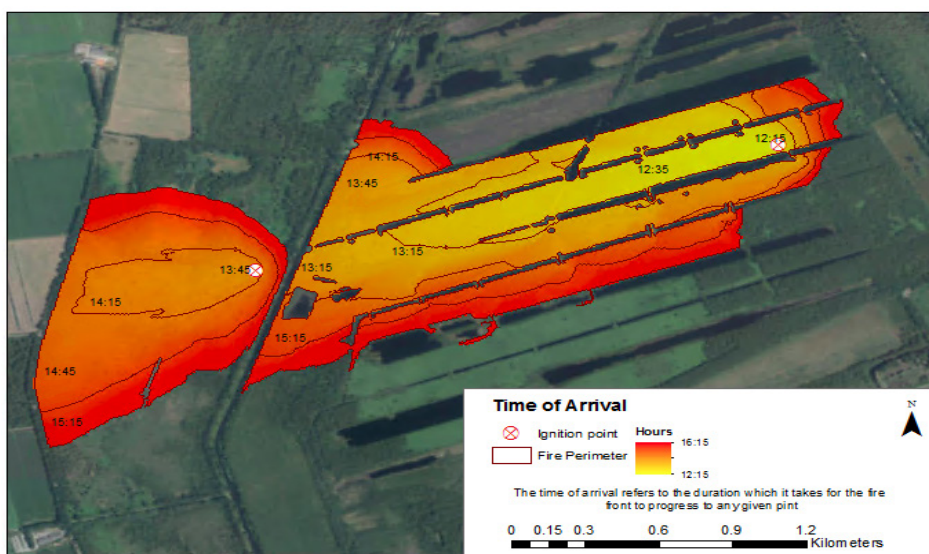 12:15
12:35
14:15
13:45
13:15
13:15
13:45
14:15
15:15
14:45
15:15
Time of Arrival
N
Ignition point
Fire Perimeter
Hours
16:15
12:15
The time of arrival refers to the duration which it takes for the fire
front to progress to any given pint
0 0.15 0.3 0.6 0.9 1.2
Kilometers